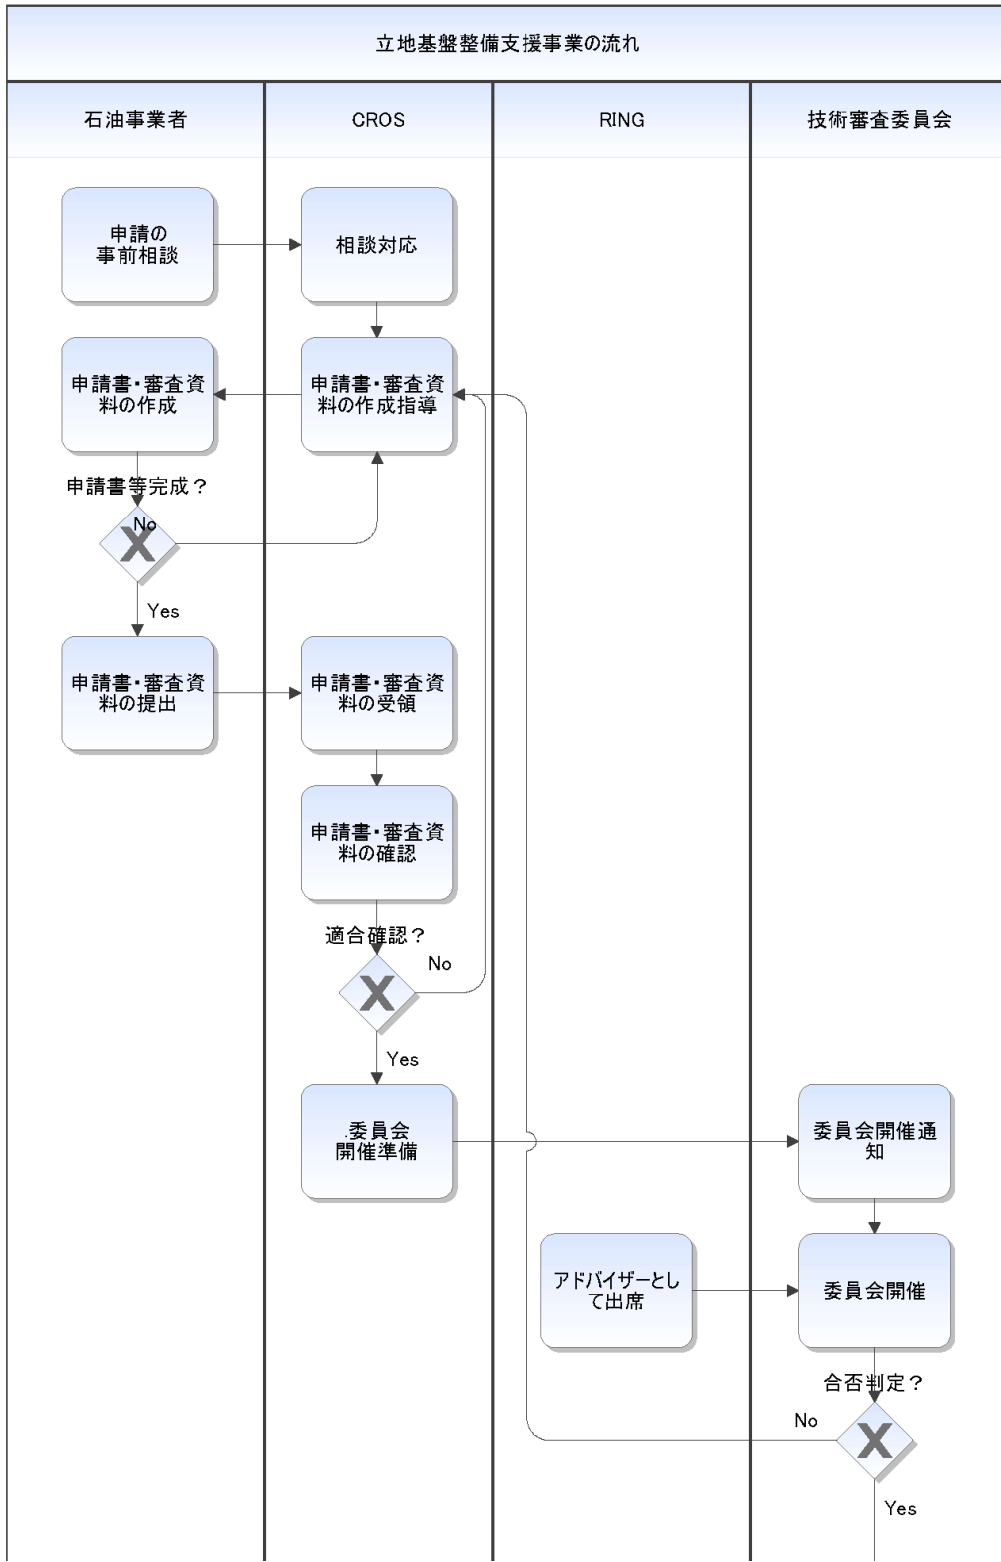 立地基盤整備支援事業の流れ
石油事業者
CROS
RING
技術審査委員会
申請の
事前相談
相談対応
申請書・審査資
料の作成
申請書・審査資
料の作成指導
申請書等完成?
No
Yes
申請書・審査資
料の提出
申請書・審査資
料の受領
申請書・審査資
料の確認
適合確認?
No
Yes
.委員会
開催準備
委員会開催通
知
アドバイザーとし
て出席
委員会開催
合否判定?
No
Yes